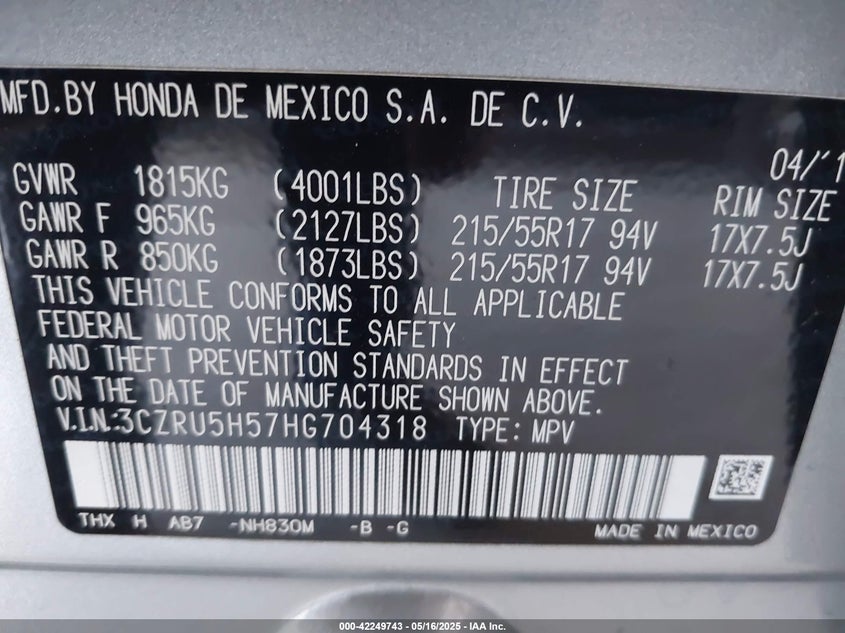 MFD.BY HONDA DE MEXICO S.A. DE C.V.
04/'1
GVWR 1815KG (4001LBS) TIRE SIZE RIM SIZE
GAWR F 965KG (2127LBS) 215/55R17 94V 17X7.5J
GAWR R 850KG (1873LBS) 215/55R17 94V 17X7.5J
THIS VEHICLE CONFORMS TO ALL APPLICABLE
FEDERAL MOTOR VEHICLE SAFETY
AND THEFT PREVENTION STANDARDS IN EFFECT
ON THE DATE OF MANUFACTURE SHOWN ABOVE.
V.I.N:3CZRU5H57HG704318 TYPE: MPV
THX H AB7 -NH830M -B -G
MADE IN MEXICO
000-42249743 - 05/16/2025 - IAA Inc.